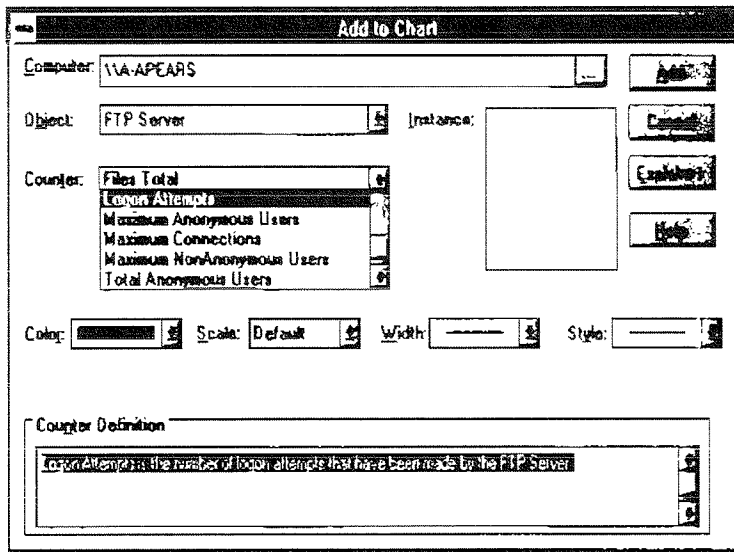 Add to Chart
Computer: \\A-APEARS ... Add
Object: FTP Server Instance: Cancel
Counter: Files Total Explain>>
Logon Attempts
Maximum Anonymous Users
Maximum Connections Help
Maximum NonAnonymous Users
Total Anonymous Users
Color: Scale: Default Width: Style:
Counter Definition
Logon Attempts is the number of logon attempts that have been made by the FTP Server